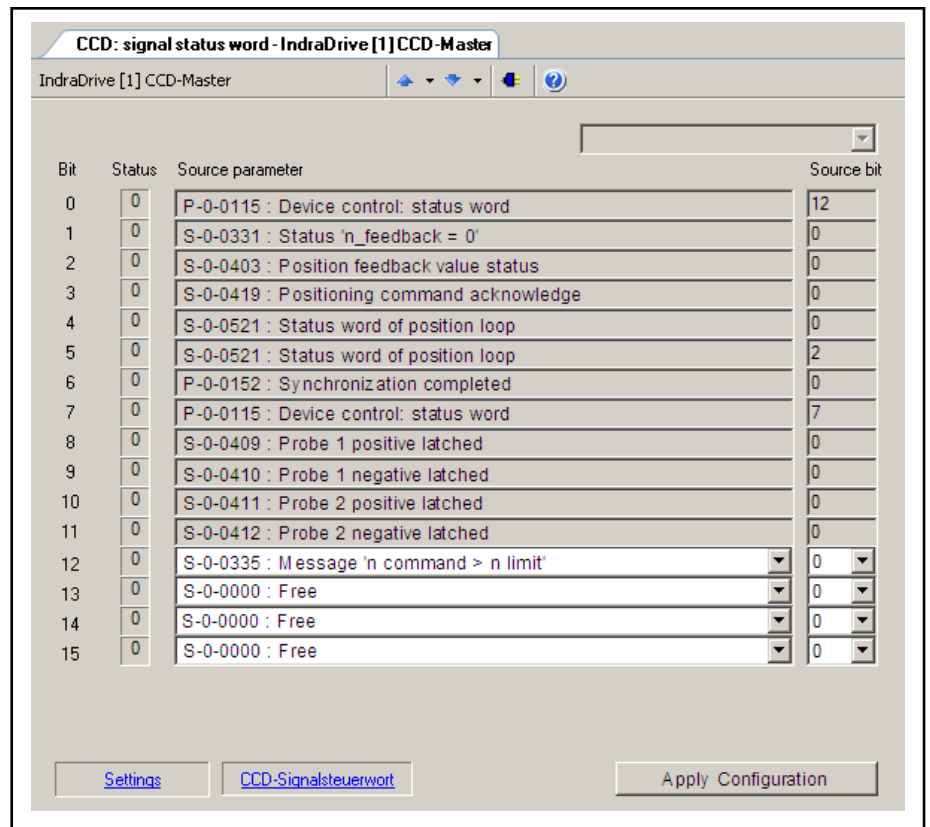 CCD: signal status word - IndraDrive [1] CCD-Master
IndraDrive [1] CCD-Master
Bit Status Source parameter Source bit
0 0 P-0-0115 : Device control: status word 12
1 0 S-0-0331 : Status 'n_feedback = 0' 0
2 0 S-0-0403 : Position feedback value status 0
3 0 S-0-0419 : Positioning command acknowledge 0
4 0 S-0-0521 : Status word of position loop 0
5 0 S-0-0521 : Status word of position loop 2
6 0 P-0-0152 : Synchronization completed 0
7 0 P-0-0115 : Device control: status word 7
8 0 S-0-0409 : Probe 1 positive latched 0
9 0 S-0-0410 : Probe 1 negative latched 0
10 0 S-0-0411 : Probe 2 positive latched 0
11 0 S-0-0412 : Probe 2 negative latched 0
12 0 S-0-0335 : Message 'n command > n limit' 0
13 0 S-0-0000 : Free 0
14 0 S-0-0000 : Free 0
15 0 S-0-0000 : Free 0
Settings CCD-Signalsteuerwort Apply Configuration